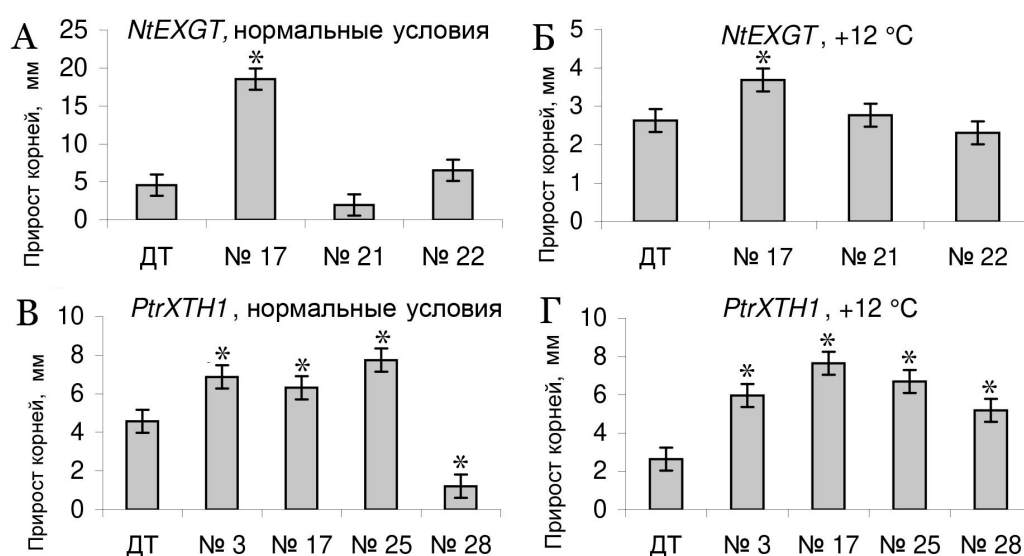 А
NtEXGT, нормальные условия
Прирост корней, мм
25
20
15
10
5
0
*
ДТ № 17 № 21 № 22
Б
NtEXGT, +12 °C
Прирост корней, мм
5
4
3
2
1
0
*
ДТ № 17 № 21 № 22
В
PtrXTH1, нормальные условия
Прирост корней, мм
10
8
6
4
2
0
* * * *
ДТ № 3 № 17 № 25 № 28
Г
PtrXTH1, +12 °C
Прирост корней, мм
10
8
6
4
2
0
* * * *
ДТ № 3 № 17 № 25 № 28